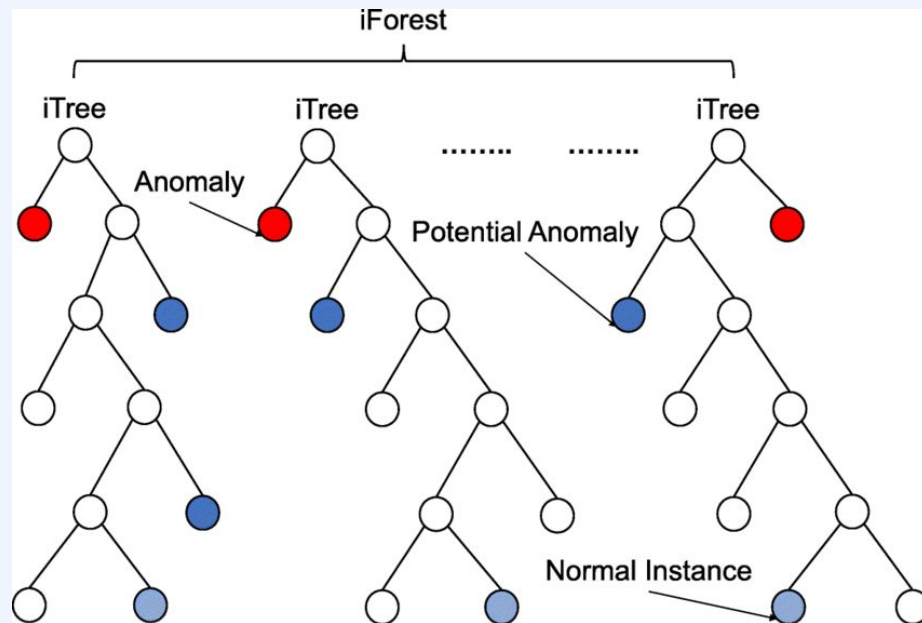 iForest
iTree
iTree
iTree
........
........
Anomaly
Potential Anomaly
Normal Instance